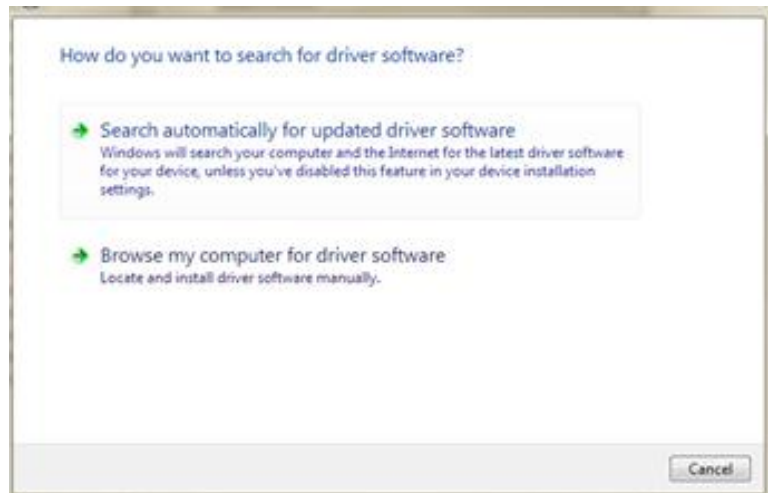 How do you want to search for driver software?
Search automatically for updated driver software
Windows will search your computer and the Internet for the latest driver software
for your device, unless you've disabled this feature in your device installation
settings.
Browse my computer for driver software
Locate and install driver software manually.
Cancel